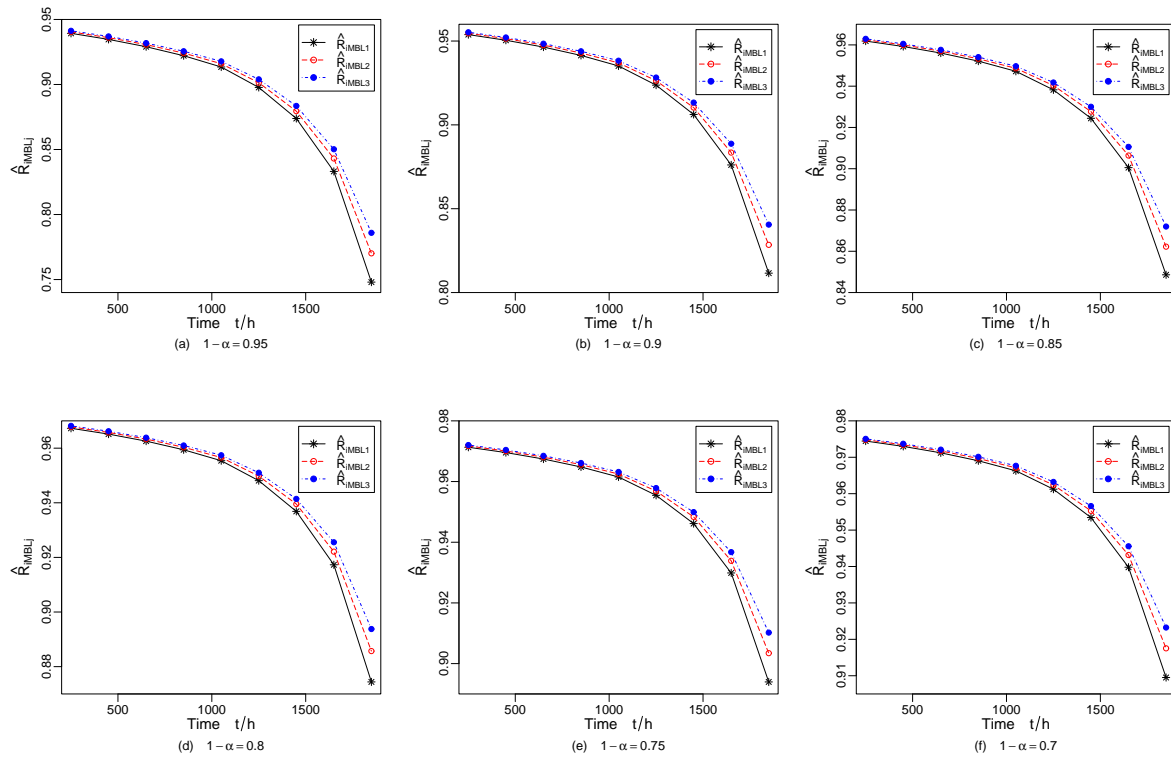 0.95
0.90
0.85
0.80
0.75
R̂iMBLj
R̂iMBL1
R̂iMBL2
R̂iMBL3
500 1000 1500
Time t/h
(a) 1−α=0.95
0.95
0.90
0.85
0.80
R̂iMBLj
R̂iMBL1
R̂iMBL2
R̂iMBL3
500 1000 1500
Time t/h
(b) 1−α=0.9
0.96
0.94
0.92
0.90
0.88
0.86
0.84
R̂iMBLj
R̂iMBL1
R̂iMBL2
R̂iMBL3
500 1000 1500
Time t/h
(c) 1−α=0.85
0.96
0.94
0.92
0.90
0.88
R̂iMBLj
R̂iMBL1
R̂iMBL2
R̂iMBL3
500 1000 1500
Time t/h
(d) 1−α=0.8
0.98
0.96
0.94
0.92
0.90
R̂iMBLj
R̂iMBL1
R̂iMBL2
R̂iMBL3
500 1000 1500
Time t/h
(e) 1−α=0.75
0.98
0.97
0.96
0.95
0.94
0.93
0.92
0.91
R̂iMBLj
R̂iMBL1
R̂iMBL2
R̂iMBL3
500 1000 1500
Time t/h
(f) 1−α=0.7